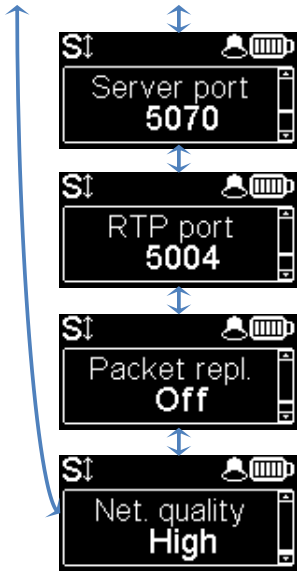 S
Server port
5070
S
RTP port
5004
S
Packet repl.
Off
S
Net. quality
High